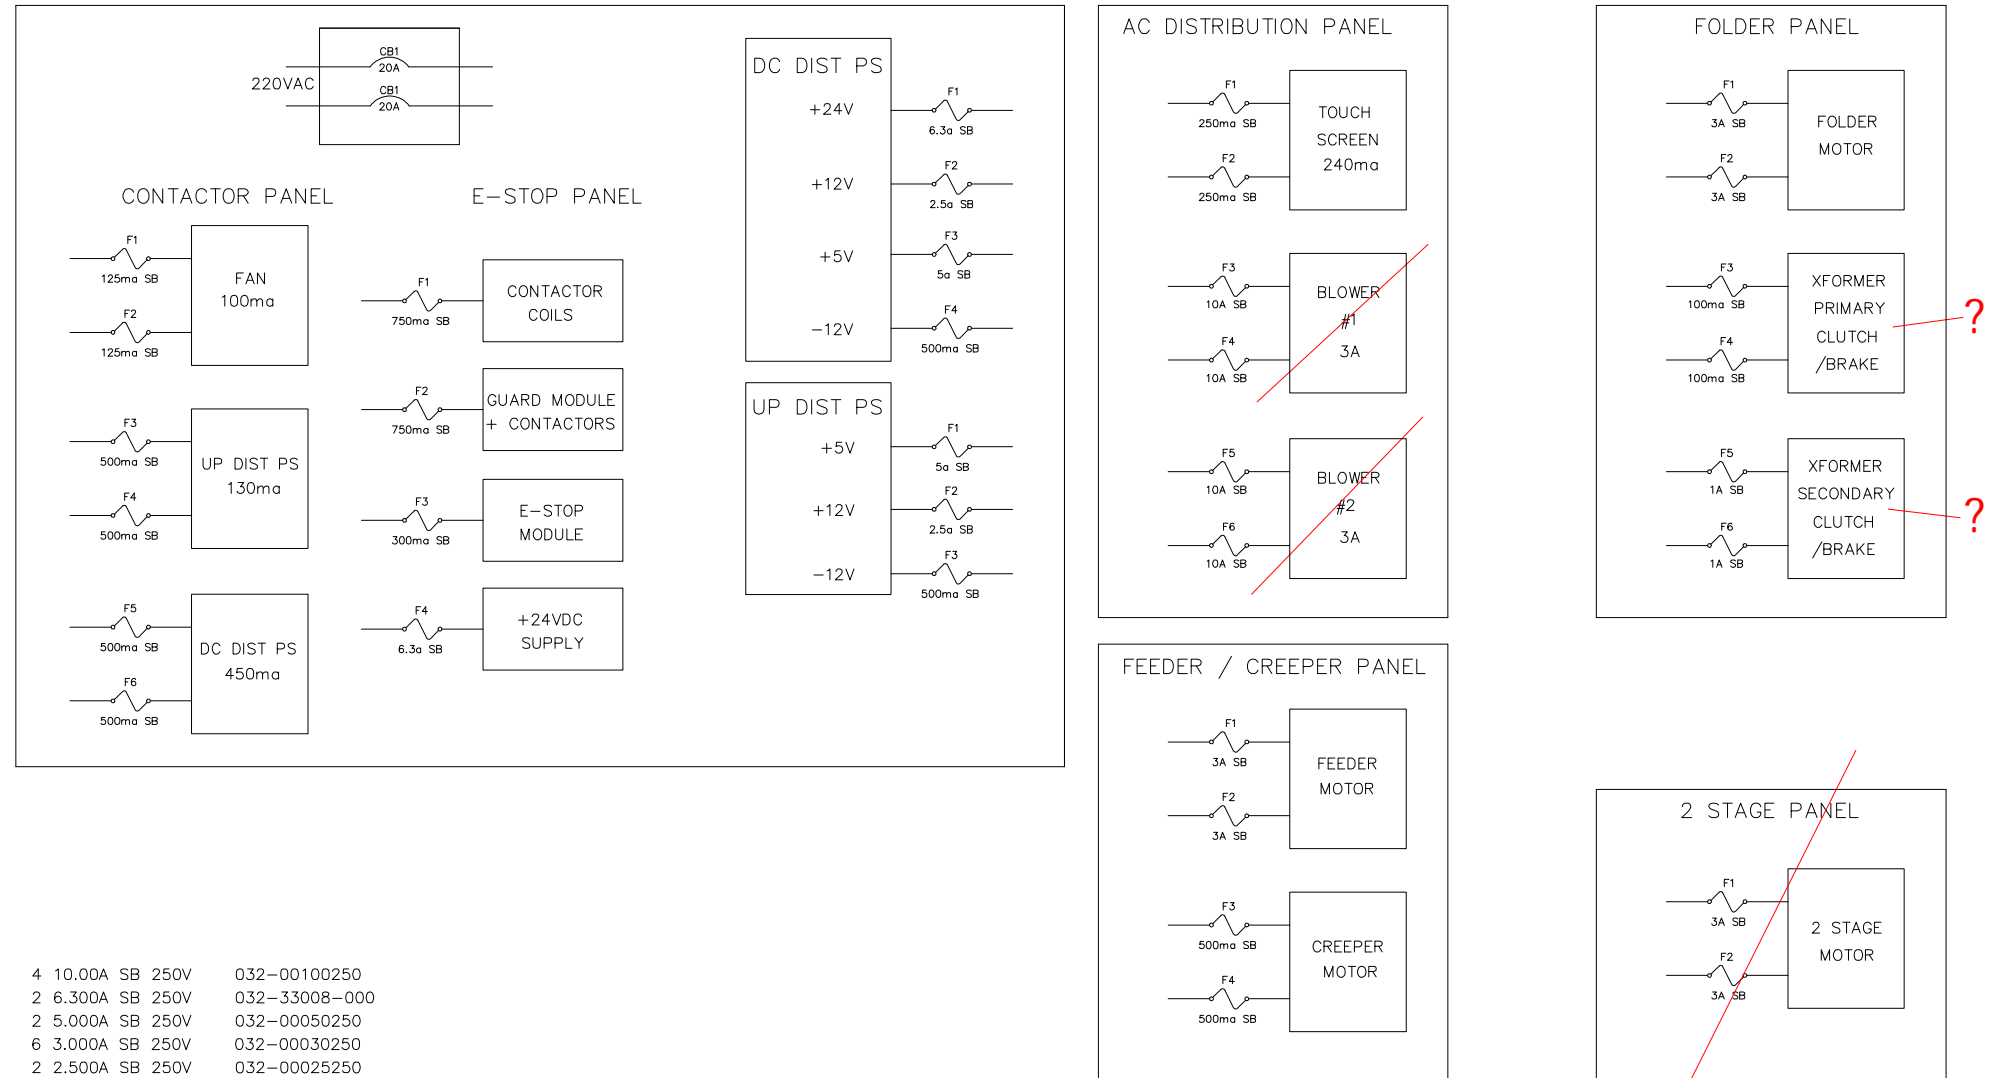 220VAC
CB1
20A
CB1
20A
CONTACTOR PANEL
F1
125ma SB
F2
125ma SB
FAN
100ma
F3
500ma SB
F4
500ma SB
UP DIST PS
130ma
F5
500ma SB
F6
500ma SB
DC DIST PS
450ma
E-STOP PANEL
F1
750ma SB
CONTACTOR
COILS
F2
750ma SB
GUARD MODULE
+ CONTACTORS
F3
300ma SB
E-STOP
MODULE
F4
6.3a SB
+24VDC
SUPPLY
DC DIST PS
+24V
F1
6.3a SB
+12V
F2
2.5a SB
+5V
F3
5a SB
-12V
F4
500ma SB
UP DIST PS
+5V
F1
5a SB
+12V
F2
2.5a SB
-12V
F3
500ma SB
AC DISTRIBUTION PANEL
F1
250ma SB
F2
250ma SB
TOUCH
SCREEN
240ma
F3
10A SB
F4
10A SB
BLOWER
#1
3A
F5
10A SB
F6
10A SB
BLOWER
#2
3A
FEEDER / CREEPER PANEL
F1
3A SB
F2
3A SB
FEEDER
MOTOR
F3
500ma SB
F4
500ma SB
CREEPER
MOTOR
FOLDER PANEL
F1
3A SB
F2
3A SB
FOLDER
MOTOR
F3
100ma SB
F4
100ma SB
XFORMER
PRIMARY
CLUTCH
/BRAKE
?
F5
1A SB
F6
1A SB
XFORMER
SECONDARY
CLUTCH
/BRAKE
?
2 STAGE PANEL
F1
3A SB
F2
3A SB
2 STAGE
MOTOR
4 10.00A SB 250V 032-00100250
2 6.300A SB 250V 032-33008-000
2 5.000A SB 250V 032-00050250
6 3.000A SB 250V 032-00030250
2 2.500A SB 250V 032-00025250